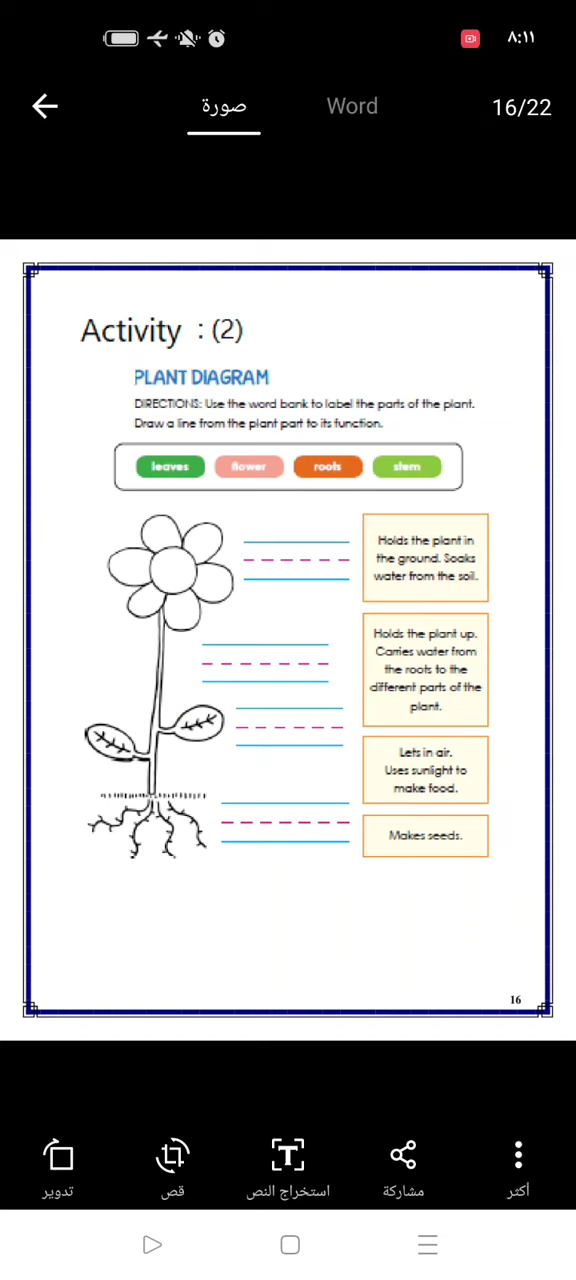 ٨:١١
صورة
Word
16/22
Activity : (2)
PLANT DIAGRAM
DIRECTIONS: Use the word bank to label the parts of the plant.
Draw a line from the plant part to its function.
leaves flower roots stem
Holds the plant in
the ground. Soaks
water from the soil.
Holds the plant up.
Carries water from
the roots to the
different parts of the
plant.
Lets in air.
Uses sunlight to
make food.
Makes seeds.
16
تدوير
قص
استخراج النص
مشاركة
أكثر